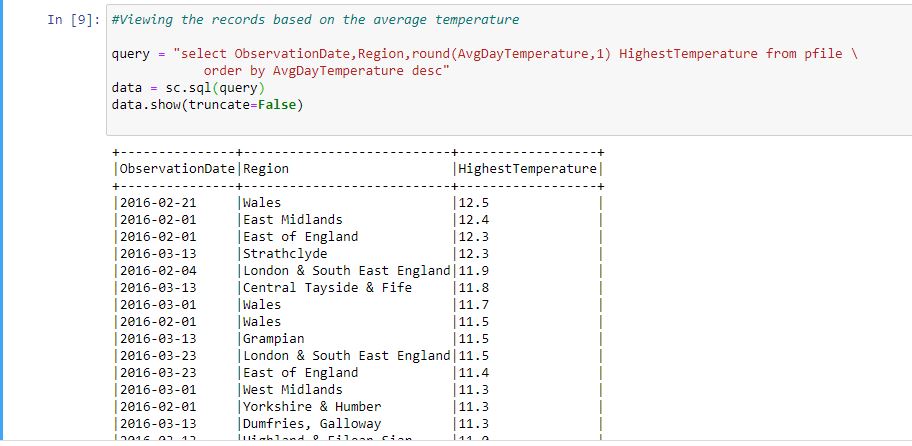 In [9]: #Viewing the records based on the average temperature
query = "select ObservationDate,Region,round(AvgDayTemperature,1) HighestTemperature from pfile \
order by AvgDayTemperature desc"
data = sc.sql(query)
data.show(truncate=False)
+---------------+--------------------------+------------------+
|ObservationDate|Region                    |HighestTemperature|
+---------------+--------------------------+------------------+
|2016-02-21     |Wales                     |12.5              |
|2016-02-01     |East Midlands             |12.4              |
|2016-02-01     |East of England           |12.3              |
|2016-03-13     |Strathclyde               |12.3              |
|2016-02-04     |London & South East England|11.9              |
|2016-03-13     |Central Tayside & Fife    |11.8              |
|2016-03-01     |Wales                     |11.7              |
|2016-02-01     |Wales                     |11.5              |
|2016-03-13     |Grampian                  |11.5              |
|2016-03-23     |London & South East England|11.5              |
|2016-03-23     |East of England           |11.4              |
|2016-03-01     |West Midlands             |11.3              |
|2016-02-01     |Yorkshire & Humber        |11.3              |
|2016-03-13     |Dumfries, Galloway        |11.3              |